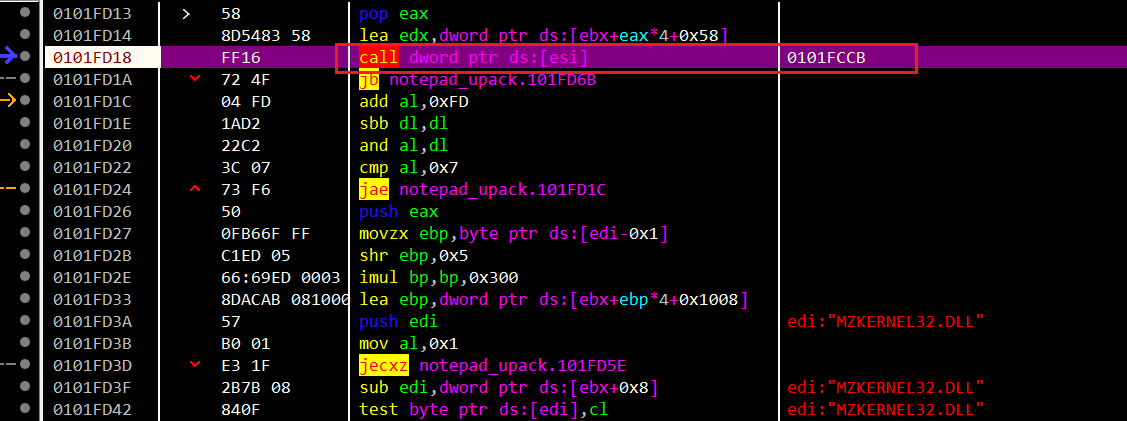 0101FD13 > 58 pop eax
0101FD14 8D5483 58 lea edx,dword ptr ds:[ebx+eax*4+0x58]
0101FD18 FF16 call dword ptr ds:[esi] 0101FCCB
0101FD1A 72 4F jb notepad_upack.101FD6B
0101FD1C 04 FD add al,0xFD
0101FD1E 1AD2 sbb dl,dl
0101FD20 22C2 and al,dl
0101FD22 3C 07 cmp al,0x7
0101FD24 73 F6 jae notepad_upack.101FD1C
0101FD26 50 push eax
0101FD27 0FB66F FF movzx ebp,byte ptr ds:[edi-0x1]
0101FD2B C1ED 05 shr ebp,0x5
0101FD2E 66:69ED 0003 imul bp,bp,0x300
0101FD33 8DACAB 081000 lea ebp,dword ptr ds:[ebx+ebp*4+0x1008]
0101FD3A 57 push edi edi:"MZKERNEL32.DLL"
0101FD3B B0 01 mov al,0x1
0101FD3D E3 1F jecxz notepad_upack.101FD5E
0101FD3F 2B7B 08 sub edi,dword ptr ds:[ebx+0x8] edi:"MZKERNEL32.DLL"
0101FD42 840F test byte ptr ds:[edi],cl edi:"MZKERNEL32.DLL"